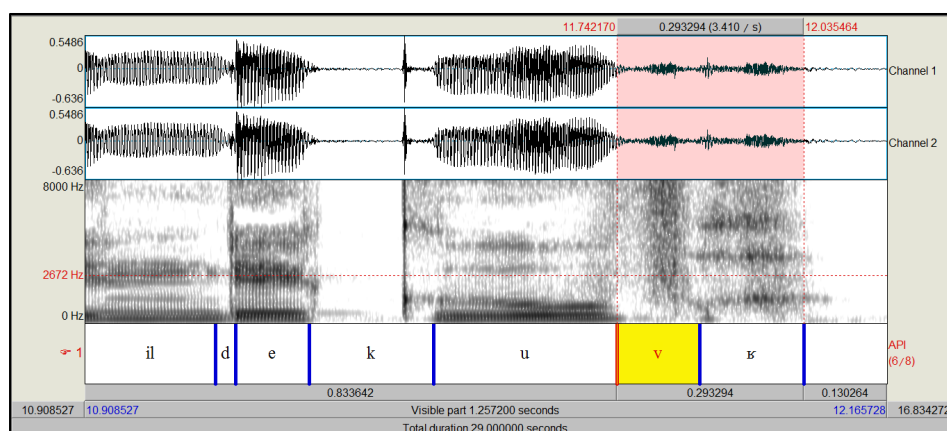 11.742170 0.293294 (3.410 / s) 12.035464
0.5486
0
-0.636
Channel 1
0.5486
0
-0.636
Channel 2
8000 Hz
2672 Hz
0 Hz
1 il d e k u v ʁ API
(6/8)
0.833642 0.293294 0.130264
10.908527 10.908527 Visible part 1.257200 seconds 12.165728 16.834272
Total duration 29.000000 seconds